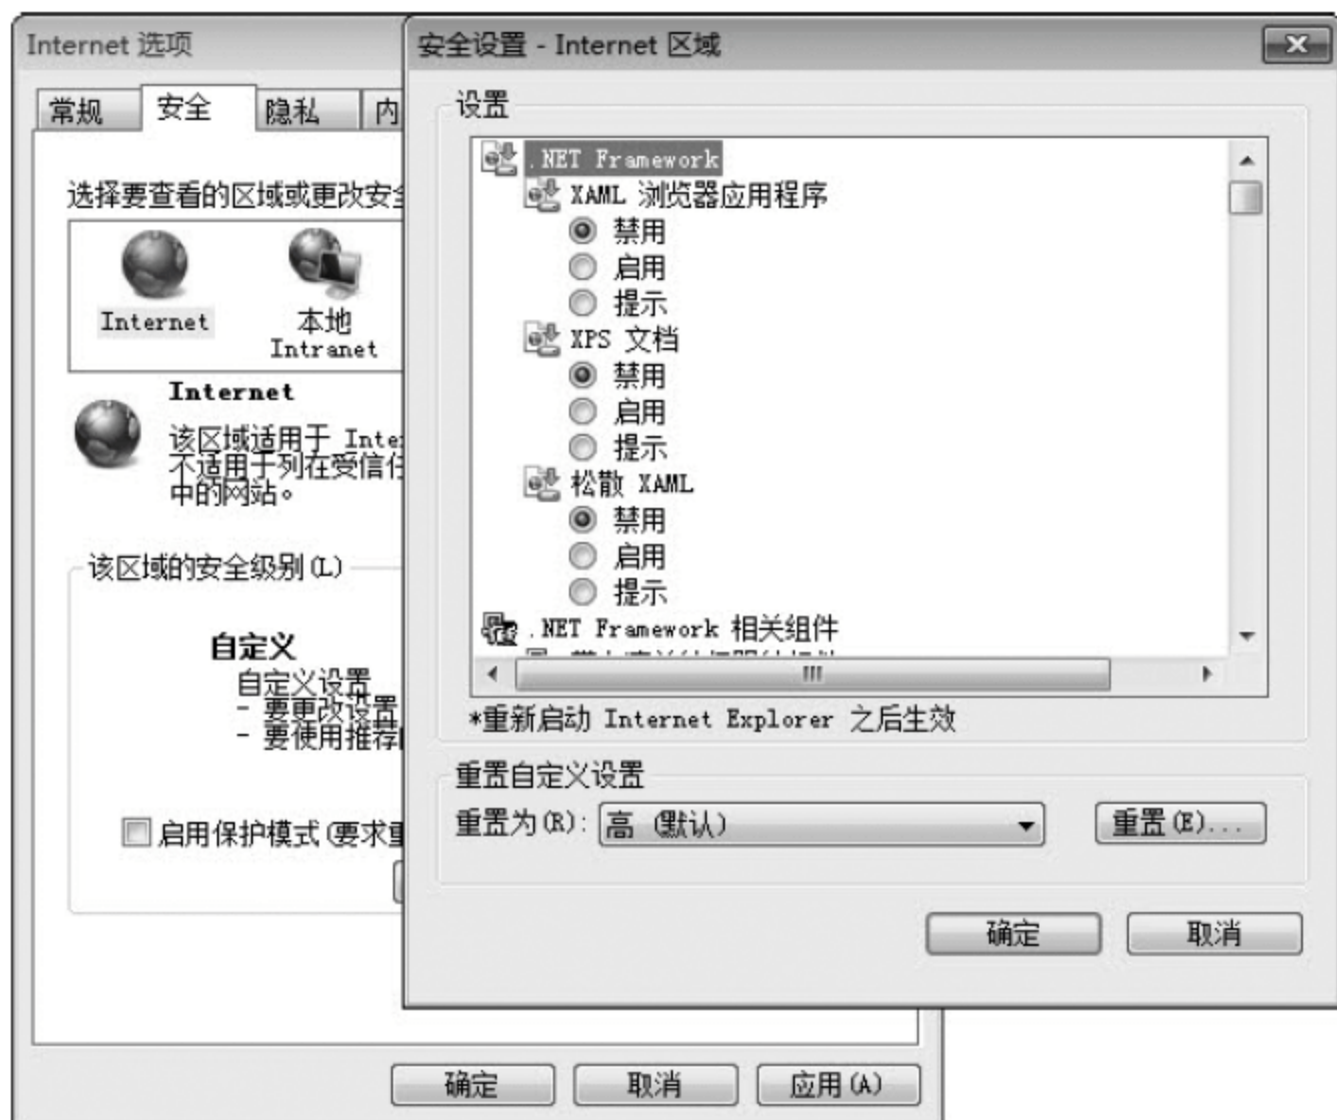 Internet 选项
常规
安全
隐私
内
选择要查看的区域或更改安全
Internet
本地
Intranet
Internet
该区域适用于 Inte
不适用于列在受信任
中的网站。
该区域的安全级别(L)
自定义
自定义设置
- 要更改设置
- 要使用推荐
启用保护模式(要求重
确定
取消
应用(A)
安全设置 - Internet 区域
设置
.NET Framework
XAML 浏览器应用程序
禁用
启用
提示
XPS 文档
禁用
启用
提示
松散 XAML
禁用
启用
提示
.NET Framework 相关组件
*重新启动 Internet Explorer 之后生效
重置自定义设置
重置为(R):
高 (默认)
重置(E)...
确定
取消